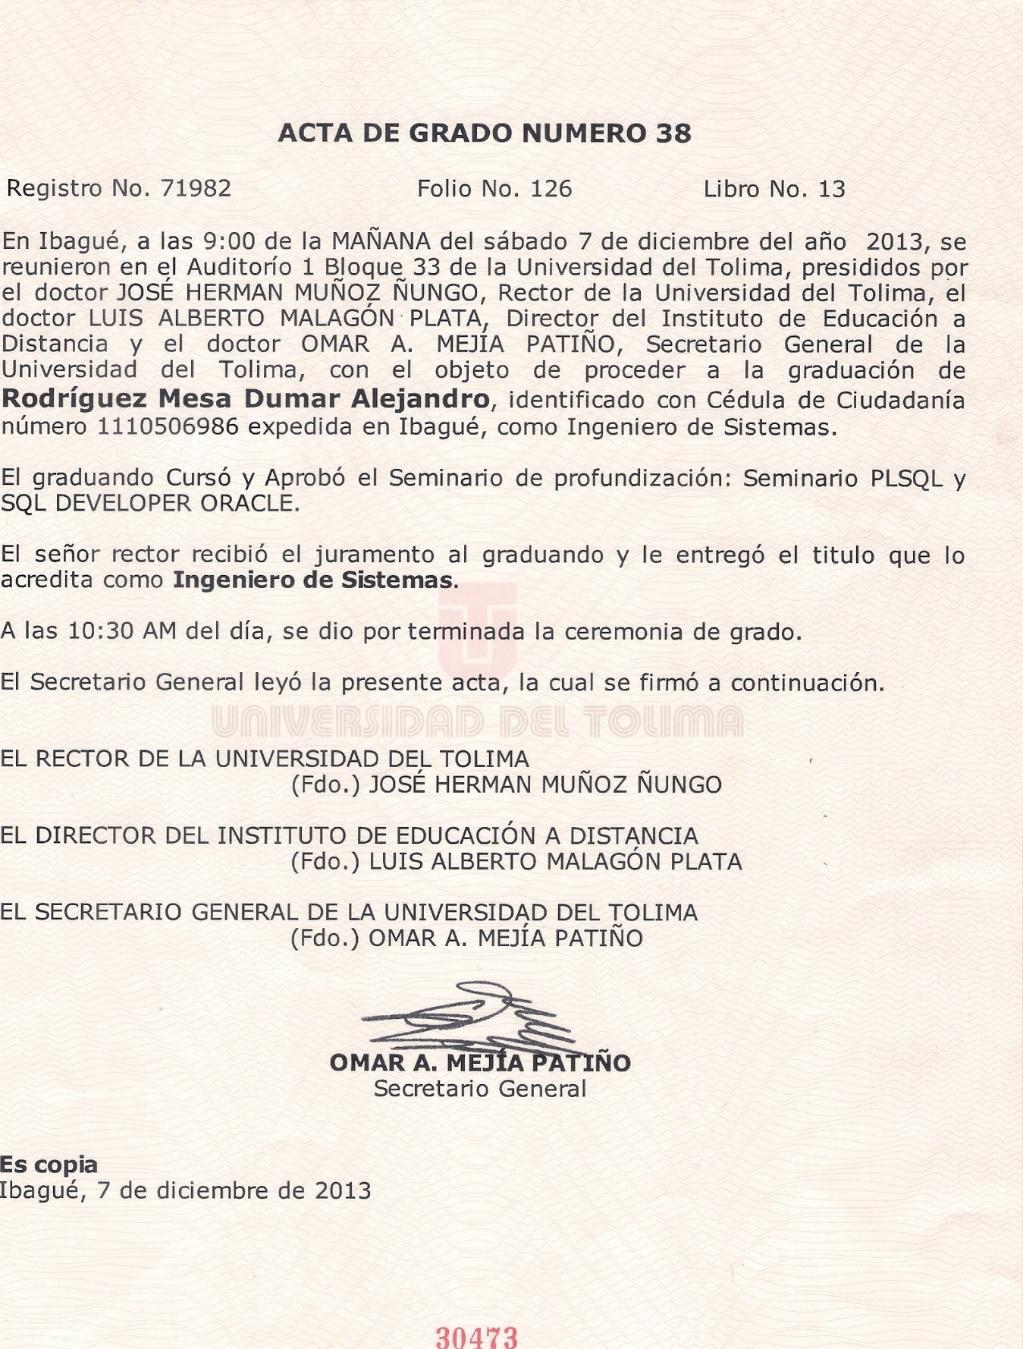 ACTA DE GRADO NUMERO 38
Registro No. 71982 Folio No. 126 Libro No. 13
En Ibagué, a las 9:00 de la MAÑANA del sábado 7 de diciembre del año 2013, se
reunieron en el Auditorío 1 Bloque 33 de la Universidad del Tolima, presididos por
el doctor JOSÉ HERMAN MUÑOZ ÑUNGO, Rector de la Universidad del Tolima, el
doctor LUIS ALBERTO MALAGÓN PLATA, Director del Instituto de Educación a
Distancia y el doctor OMAR A. MEJÍA PATIÑO, Secretario General de la
Universidad del Tolima, con el objeto de proceder a la graduación de
Rodríguez Mesa Dumar Alejandro, identificado con Cédula de Ciudadanía
número 1110506986 expedida en Ibagué, como Ingeniero de Sistemas.
El graduando Cursó y Aprobó el Seminario de profundización: Seminario PLSQL y
SQL DEVELOPER ORACLE.
El señor rector recibió el juramento al graduando y le entregó el titulo que lo
acredita como Ingeniero de Sistemas.
A las 10:30 AM del día, se dio por terminada la ceremonia de grado.
El Secretario General leyó la presente acta, la cual se firmó a continuación.
UNIVERSIDAD DEL TOLIMA
EL RECTOR DE LA UNIVERSIDAD DEL TOLIMA
(Fdo.) JOSÉ HERMAN MUÑOZ ÑUNGO
EL DIRECTOR DEL INSTITUTO DE EDUCACIÓN A DISTANCIA
(Fdo.) LUIS ALBERTO MALAGÓN PLATA
EL SECRETARIO GENERAL DE LA UNIVERSIDAD DEL TOLIMA
(Fdo.) OMAR A. MEJÍA PATIÑO
OMAR A. MEJÍA PATIÑO
Secretario General
Es copia
Ibagué, 7 de diciembre de 2013
30473